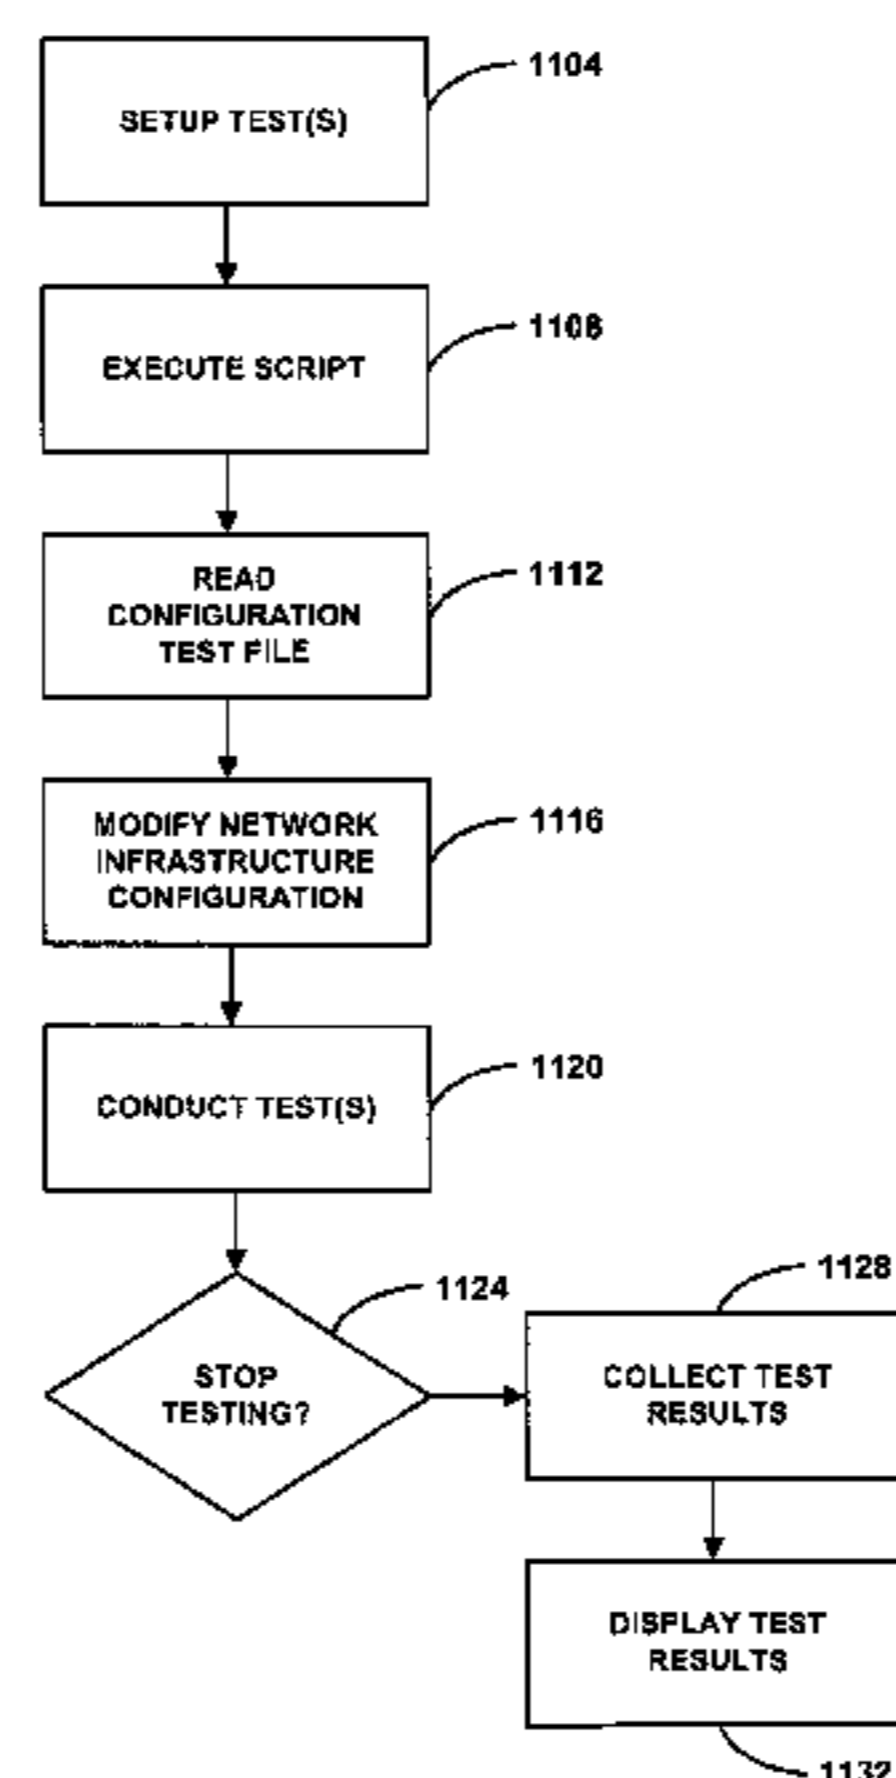 SETUP TEST(S)
1104
EXECUTE SCRIPT
1108
READ
CONFIGURATION
TEST FILE
1112
MODIFY NETWORK
INFRASTRUCTURE
CONFIGURATION
1116
CONDUCT TEST(S)
1120
STOP
TESTING?
1124
COLLECT TEST
RESULTS
1128
DISPLAY TEST
RESULTS
1132